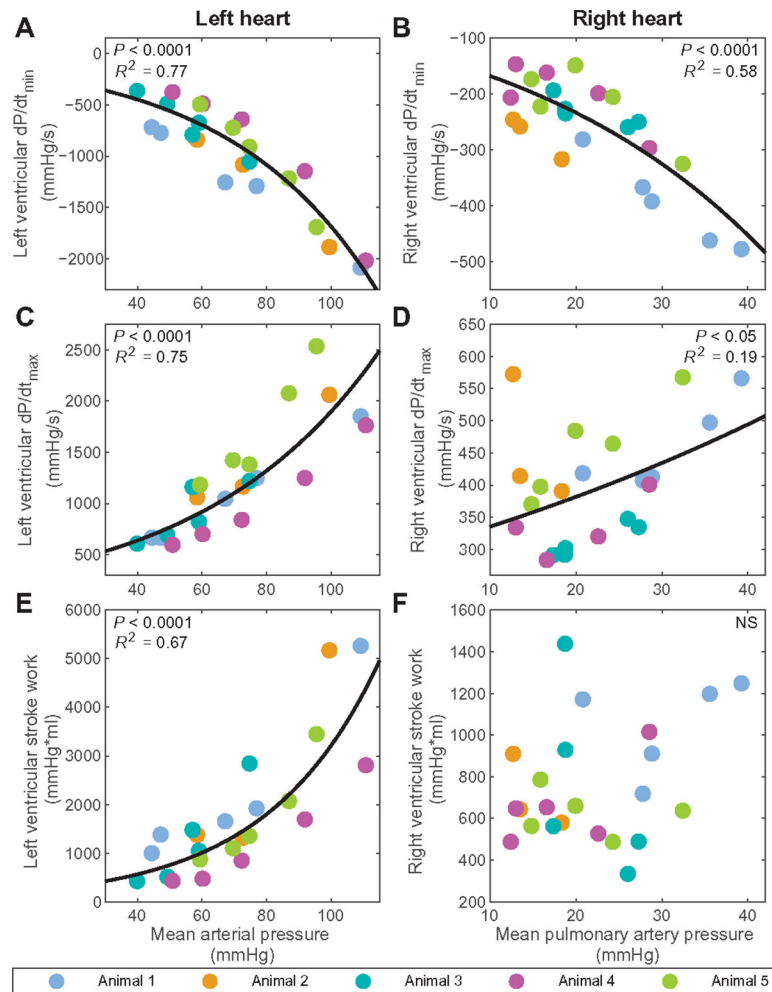 Left heart
Right heart
A
P < 0.0001
R² = 0.77
Left ventricular dP/dtmin
(mmHg/s)
0
−500
−1000
−1500
−2000
40
60
80
100
B
P < 0.0001
R² = 0.58
Right ventricular dP/dtmin
(mmHg/s)
−100
−200
−300
−400
−500
10
20
30
40
C
P < 0.0001
R² = 0.75
Left ventricular dP/dtmax
(mmHg/s)
2500
2000
1500
1000
500
40
60
80
100
D
P < 0.05
R² = 0.19
Right ventricular dP/dtmax
(mmHg/s)
650
600
550
500
450
400
350
300
10
20
30
40
E
P < 0.0001
R² = 0.67
Left ventricular stroke work
(mmHg*ml)
6000
5000
4000
3000
2000
1000
0
40
60
80
100
Mean arterial pressure
(mmHg)
F
NS
Right ventricular stroke work
(mmHg*ml)
1600
1400
1200
1000
800
600
400
200
10
20
30
40
Mean pulmonary artery pressure
(mmHg)
Animal 1
Animal 2
Animal 3
Animal 4
Animal 5